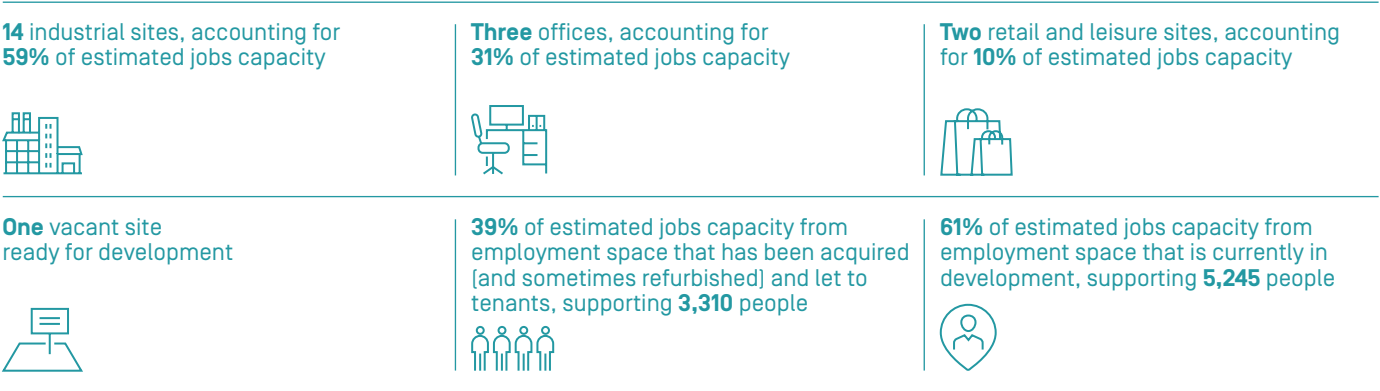 14 industrial sites, accounting for
59% of estimated jobs capacity
Three offices, accounting for
31% of estimated jobs capacity
Two retail and leisure sites, accounting
for 10% of estimated jobs capacity
One vacant site
ready for development
39% of estimated jobs capacity from
employment space that has been acquired
(and sometimes refurbished) and let to
tenants, supporting 3,310 people
61% of estimated jobs capacity from
employment space that is currently in
development, supporting 5,245 people